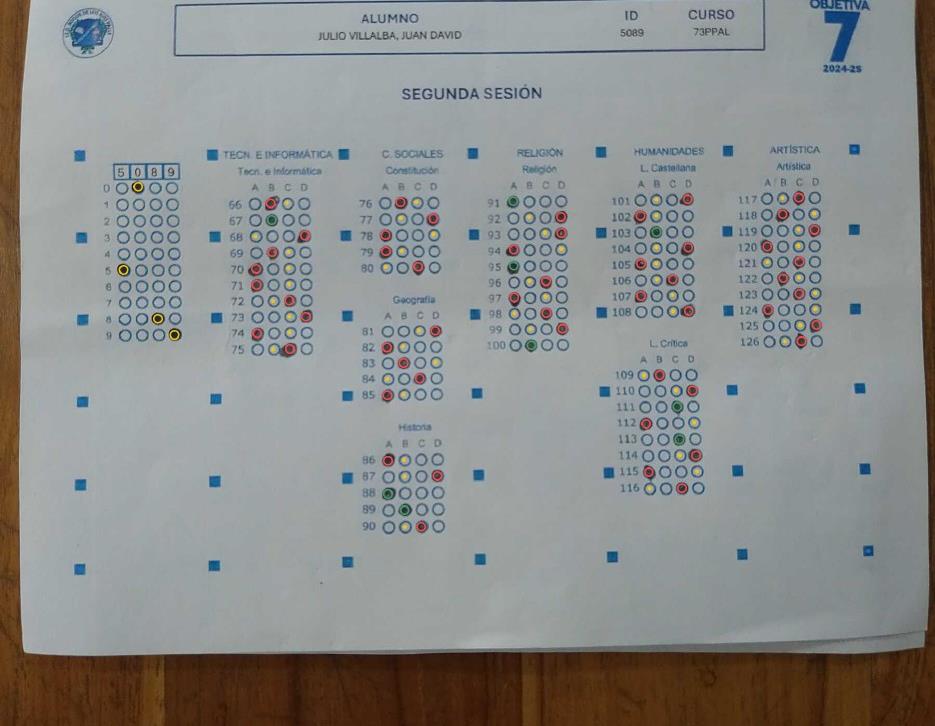 OBJETIVA
ALUMNO ID CURSO
JULIO VILLALBA, JUAN DAVID 5089 73PPAL
7
2024-25
SEGUNDA SESIÓN
TECN. E INFORMÁTICA C. SOCIALES RELIGIÓN HUMANIDADES ARTÍSTICA
Tecn. e Informática Constitución Religión L. Castellana Artística
5 0 8 9
A B C D A B C D A B C D A B C D A B C D
0 66 76 91 101 117
1 67 77 92 102 118
2 68 78 93 103 119
3 69 79 94 104 120
4 70 80 95 105 121
5 71 96 106 122
6 72 97 107 123
7 73 98 108 124
8 74 99 125
9 75 100 126
Geografía
A B C D
81
82
83
84
85
L. Crítica
A B C D
109
110
111
112
113
114
115
116
Historia
A B C D
86
87
88
89
90